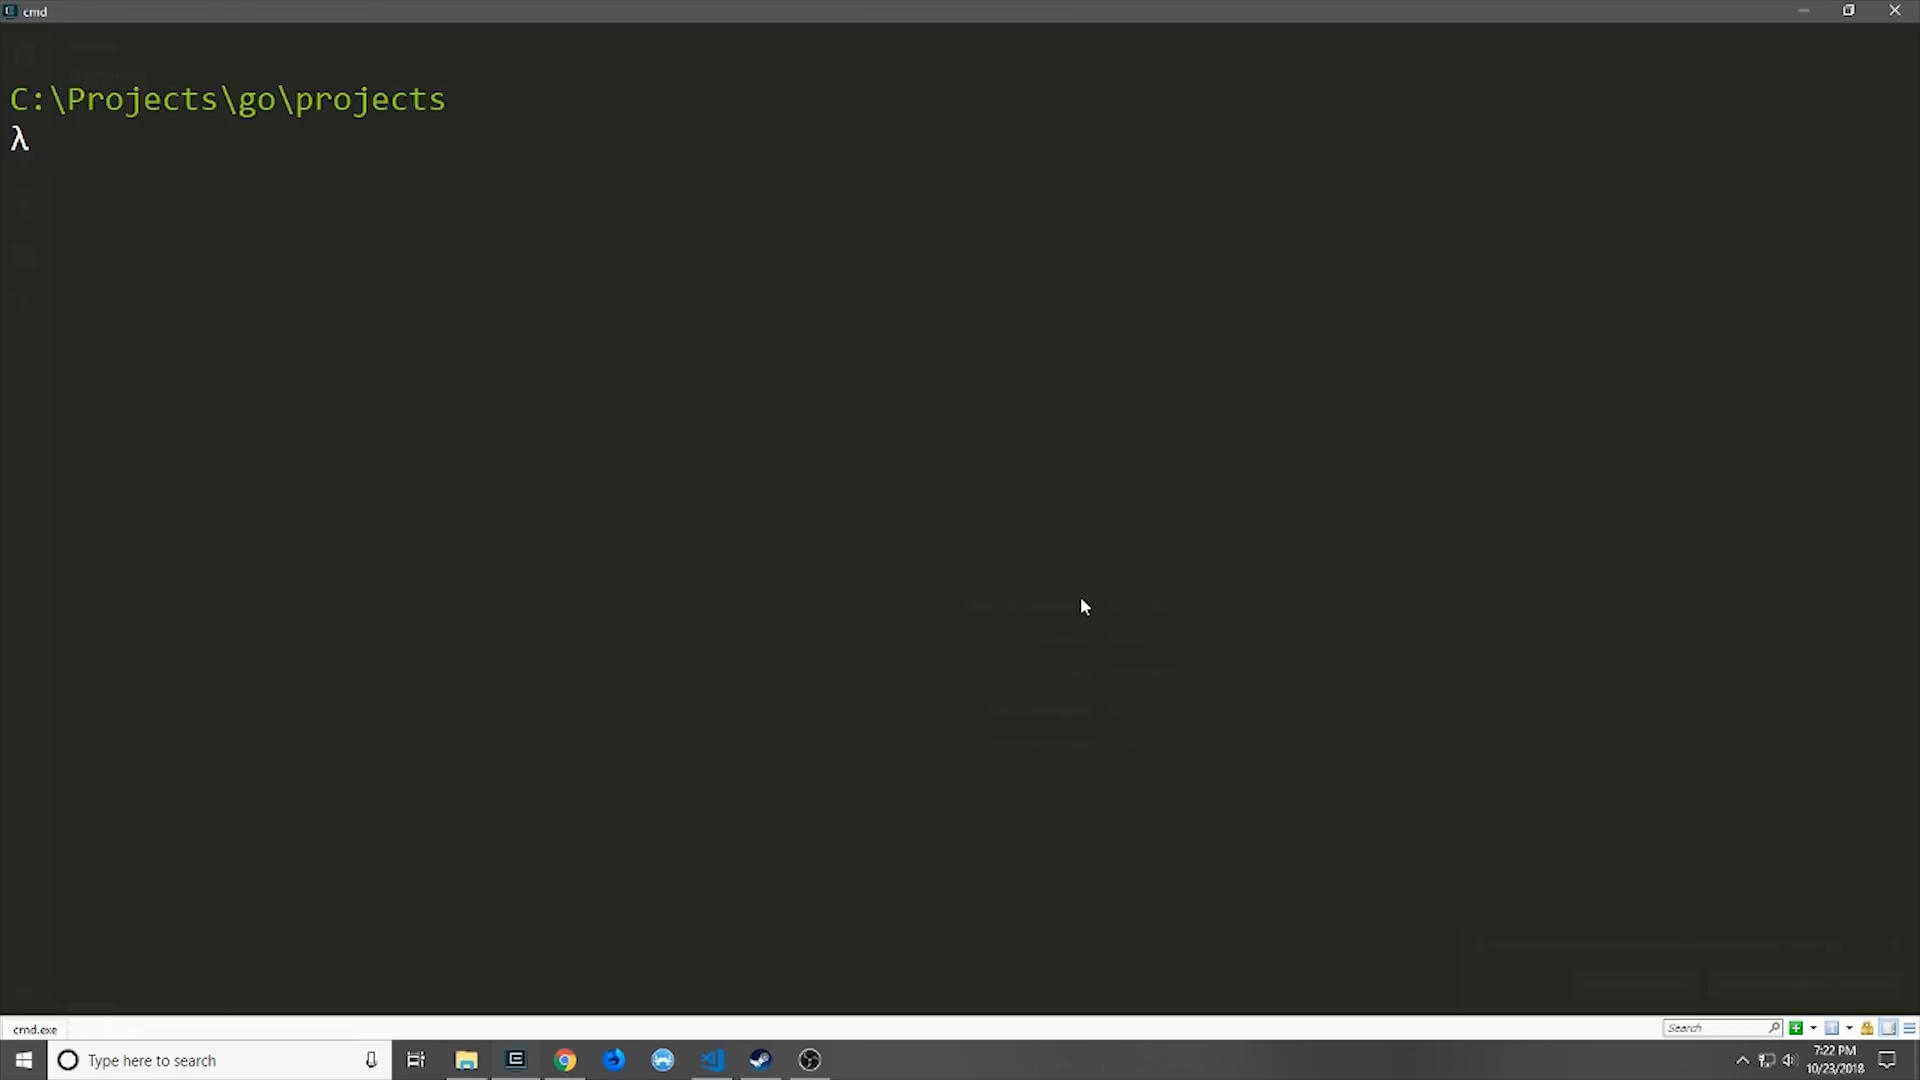 cmd
C:\Projects\go\projects
λ
cmd.exe
Search
Type here to search
7:22 PM
10/23/2018